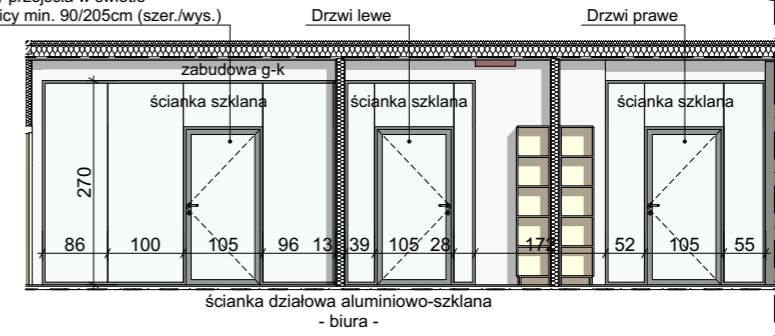 przejścia w świetle
icy min. 90/205cm (szer./wys.)
Drzwi lewe
Drzwi prawe
zabudowa g-k
ścianka szklana
ścianka szklana
ścianka szklana
270
86 100 105 96 13 39 105 28 172 52 105 55
ścianka działowa aluminiowo-szklana
- biura -